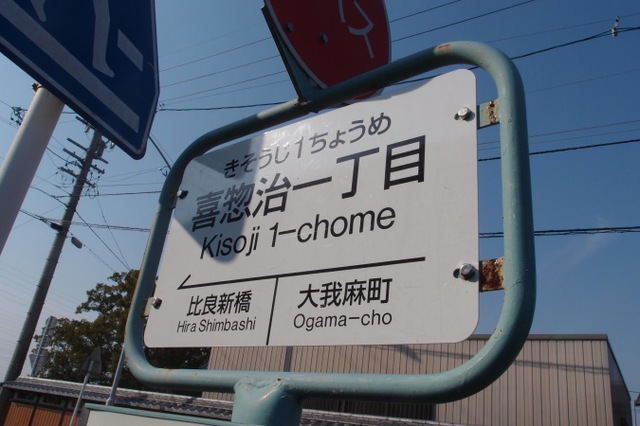 きそうじ1ちょうめ
喜惣治一丁目
Kisoji 1-chome
比良新橋
Hira Shimbashi
大我麻町
Ogama-cho